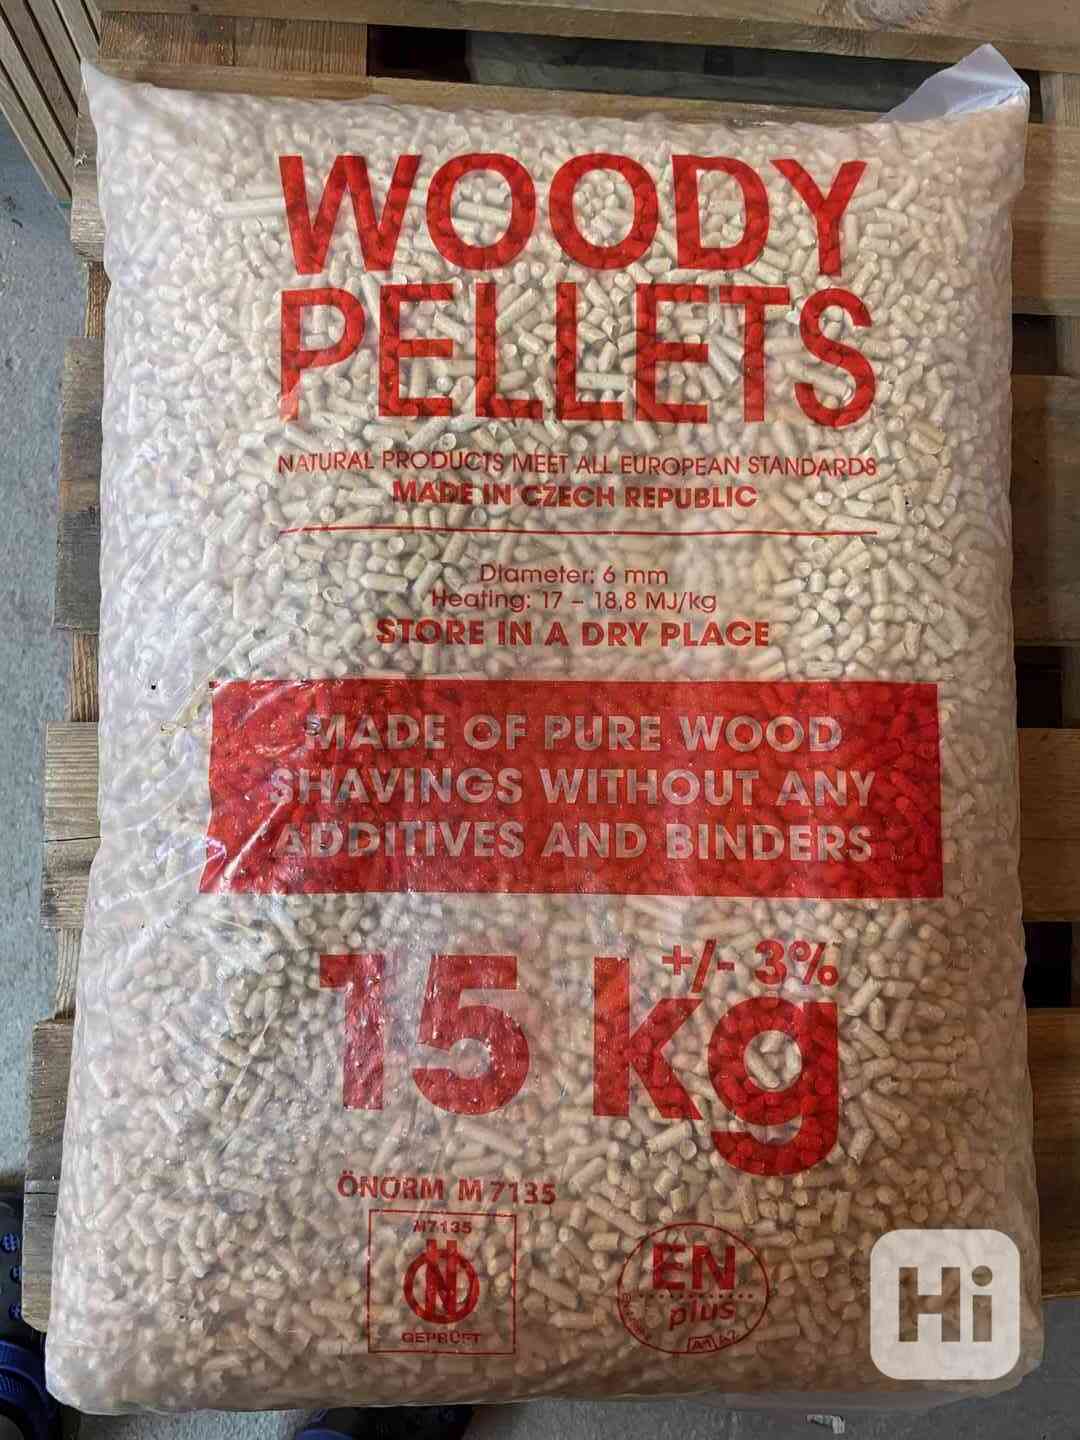 WOODY
PELLETS
NATURAL PRODUCTS MEET ALL EUROPEAN STANDARDS
MADE IN CZECH REPUBLIC
Diameter: 6 mm
Heating: 17 – 18,8 MJ/kg
STORE IN A DRY PLACE
MADE OF PURE WOOD
SHAVINGS WITHOUT ANY
ADDITIVES AND BINDERS
15 kg +/- 3%
ÖNORM M 7135
M7135
GEPRÜFT
EN
plus
A1
Hi